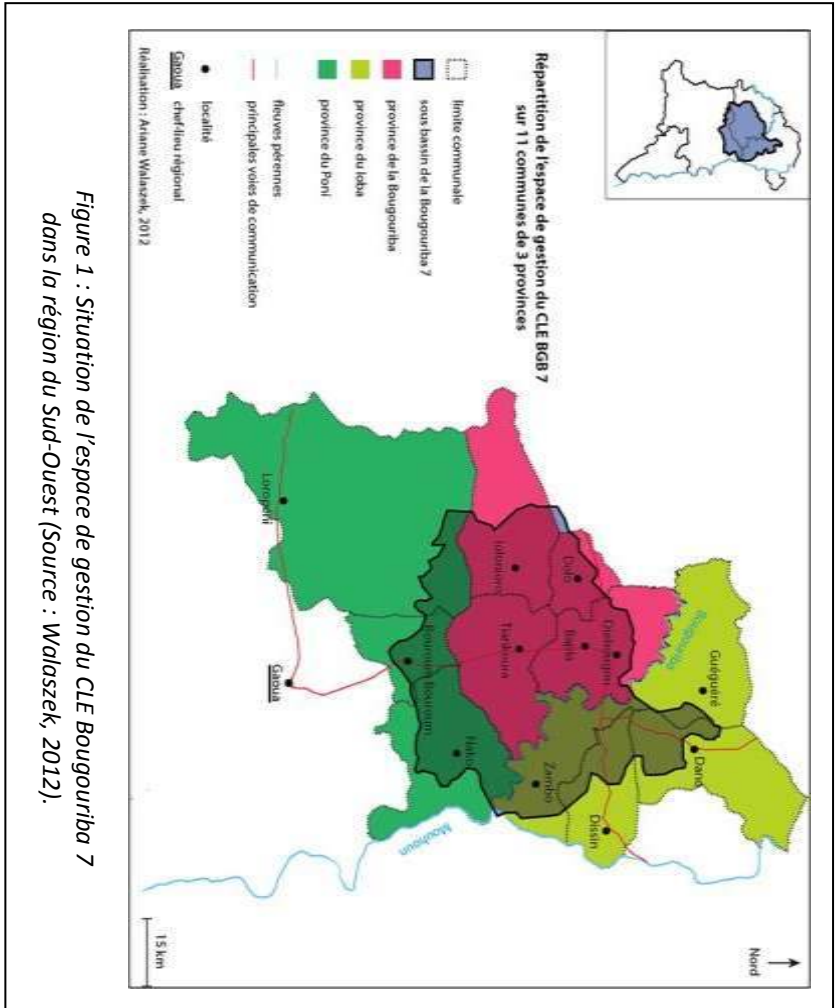 Répartition de l'espace de gestion du CLE BGB 7
sur 11 communes de 3 provinces
limite communale
sous bassin de la Bougouriba 7
province de la Bougouriba
province du Ioba
province du Poni
fleuves pérennes
principales voies de communication
localité
Gaoua chef-lieu régional
Réalisation : Ariane Walaszek, 2012
Nord
Guéguéré
Bougouriba
Dano
Dissin
Zambo
Dolo
Bapla
Tiankoura
Nako
Bouroum Bouroum
Loropéni
Gaoua
Mouhoun
15 km
Figure 1 : Situation de l'espace de gestion du CLE Bougouriba 7
dans la région du Sud-Ouest (Source : Walaszek, 2012).